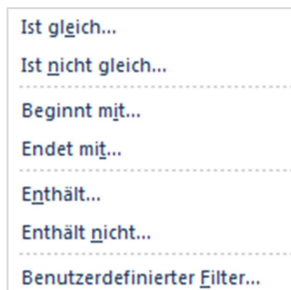 Ist gleich...
Ist nicht gleich...
Beginnt mit...
Endet mit...
Enthält...
Enthält nicht...
Benutzerdefinierter Filter...